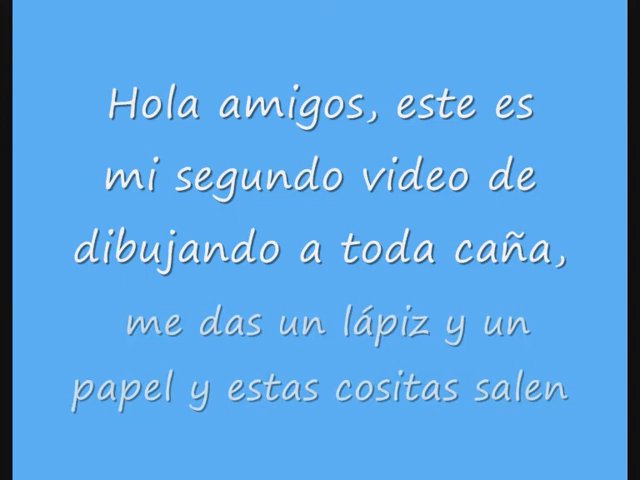 Hola amigos, este es
mi segundo video de
dibujando a toda caña,
me das un lápiz y un
papel y estas cositas salen